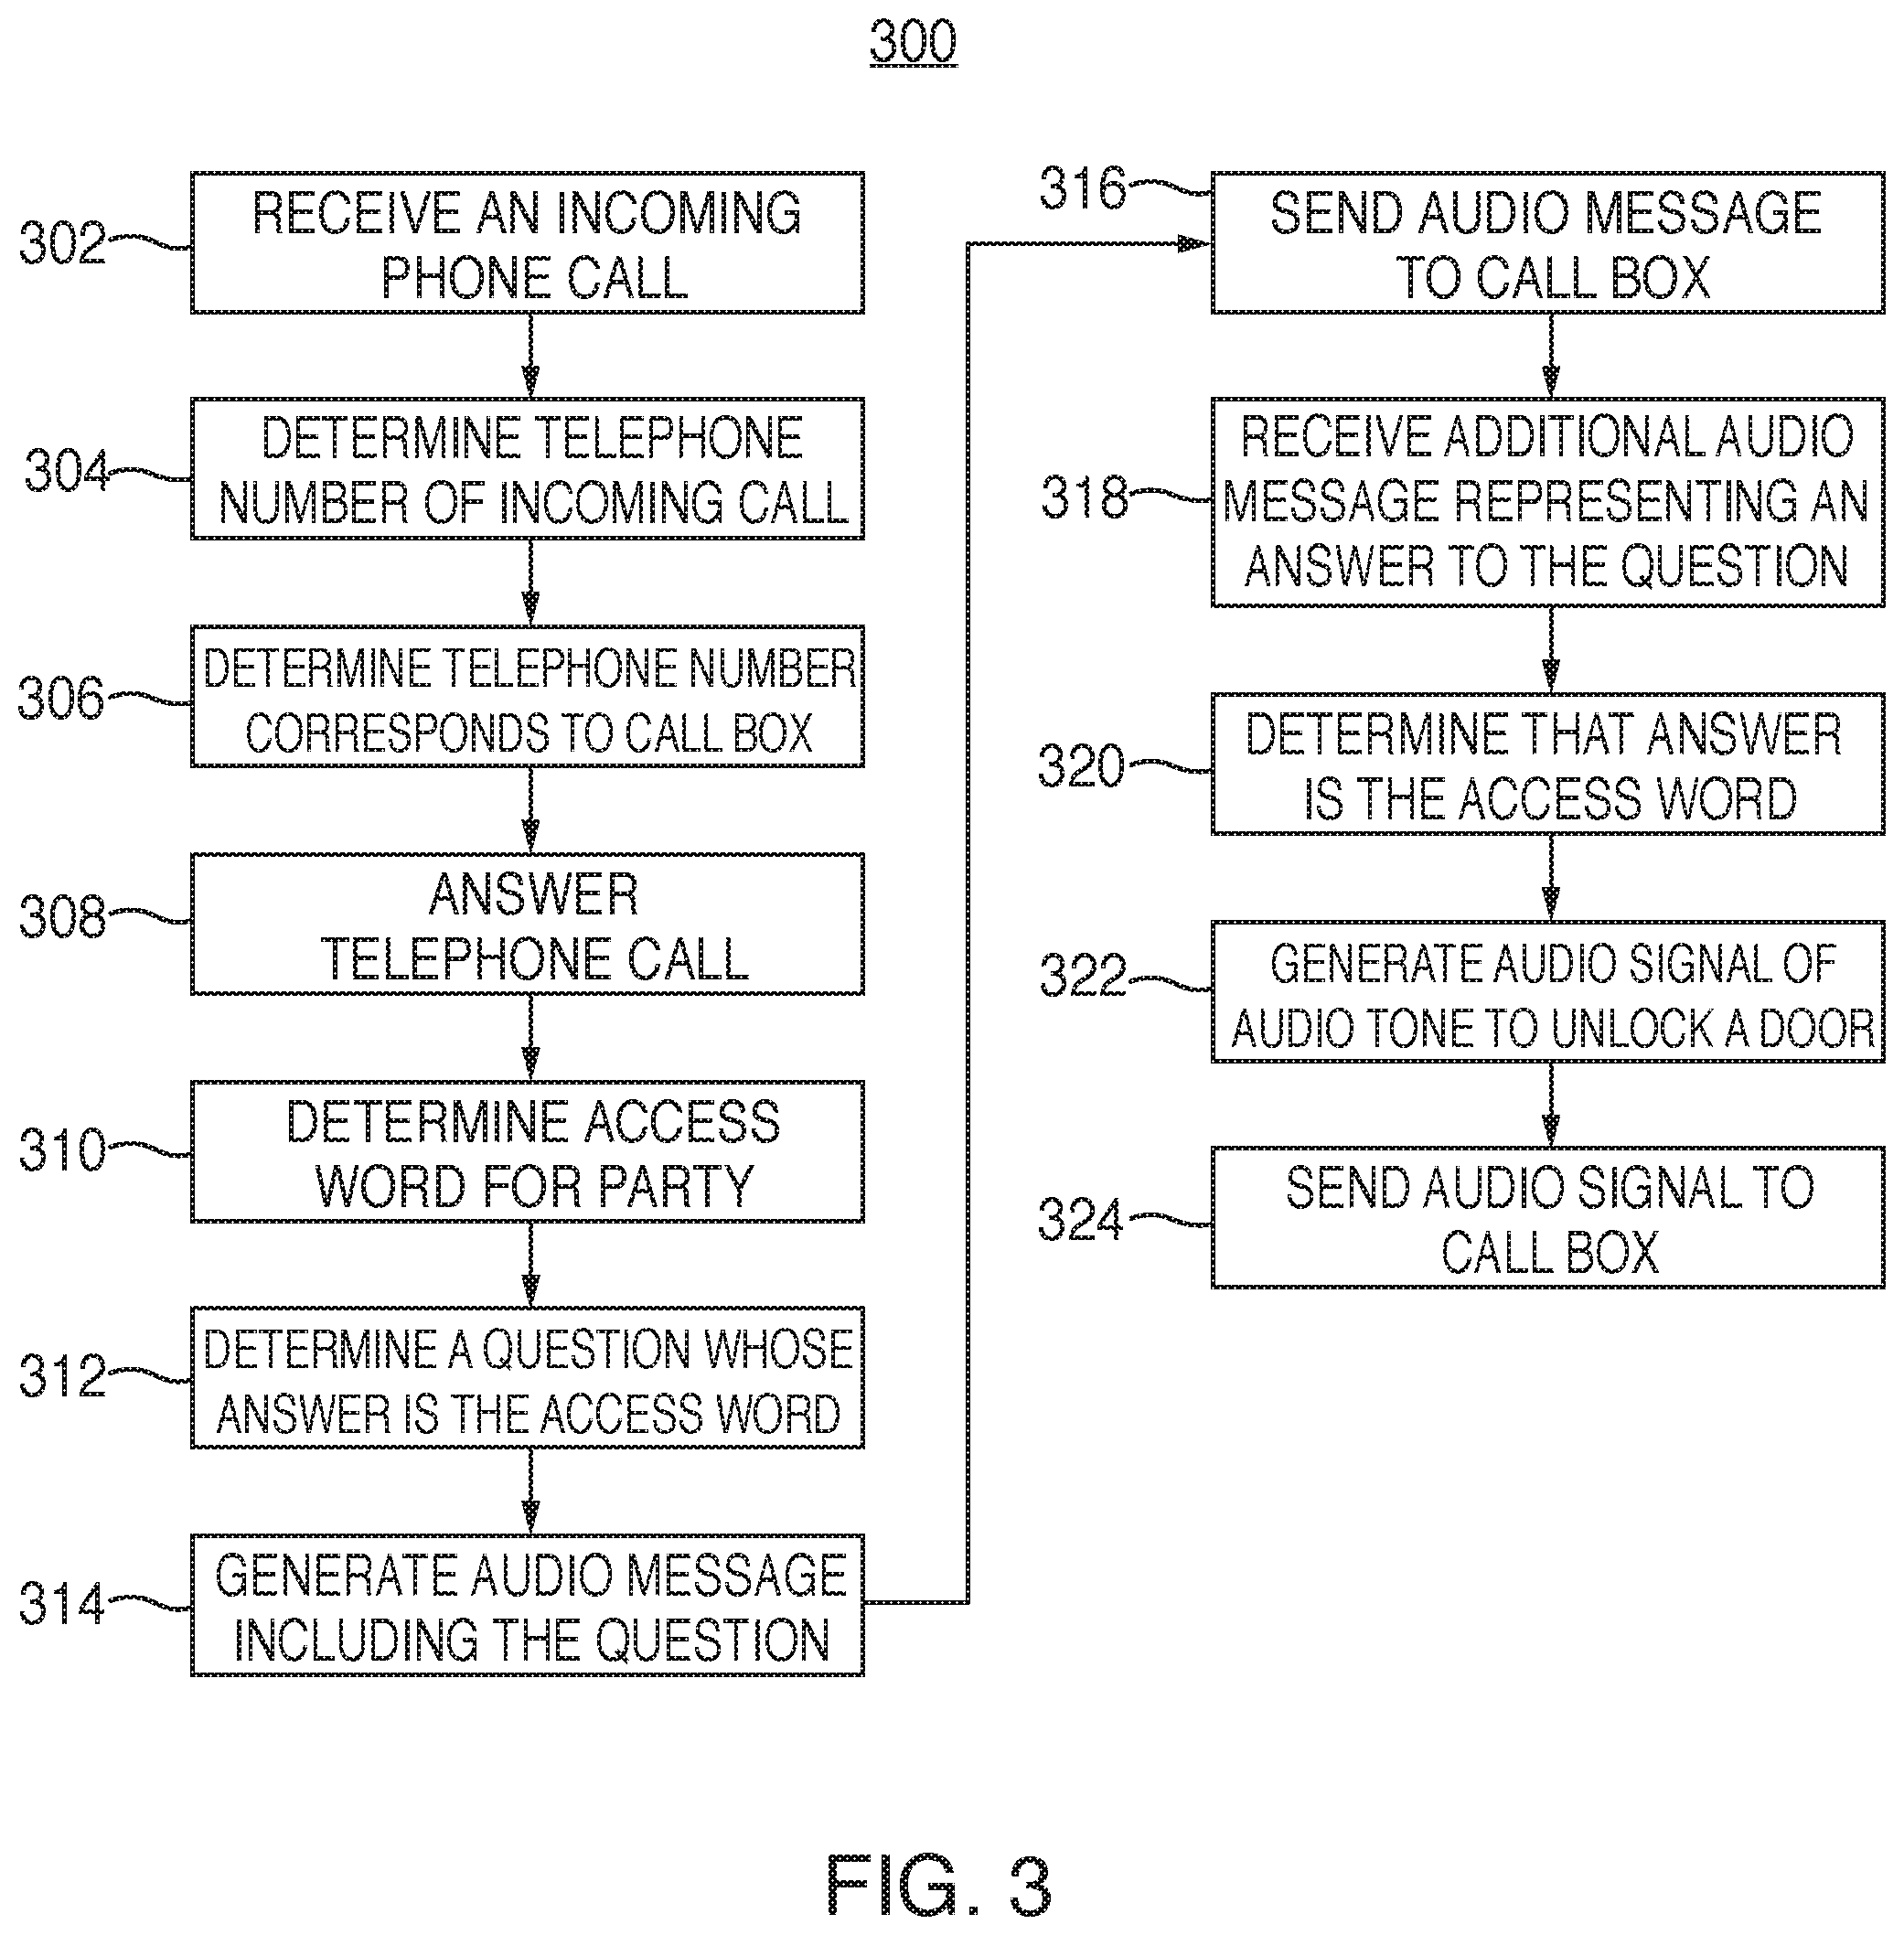 300
302
RECEIVE AN INCOMING
PHONE CALL
304
DETERMINE TELEPHONE
NUMBER OF INCOMING CALL
306
DETERMINE TELEPHONE NUMBER
CORRESPONDS TO CALL BOX
308
ANSWER
TELEPHONE CALL
310
DETERMINE ACCESS
WORD FOR PARTY
312
DETERMINE A QUESTION WHOSE
ANSWER IS THE ACCESS WORD
314
GENERATE AUDIO MESSAGE
INCLUDING THE QUESTION
316
SEND AUDIO MESSAGE
TO CALL BOX
318
RECEIVE ADDITIONAL AUDIO
MESSAGE REPRESENTING AN
ANSWER TO THE QUESTION
320
DETERMINE THAT ANSWER
IS THE ACCESS WORD
322
GENERATE AUDIO SIGNAL OF
AUDIO TONE TO UNLOCK A DOOR
324
SEND AUDIO SIGNAL TO
CALL BOX
FIG. 3